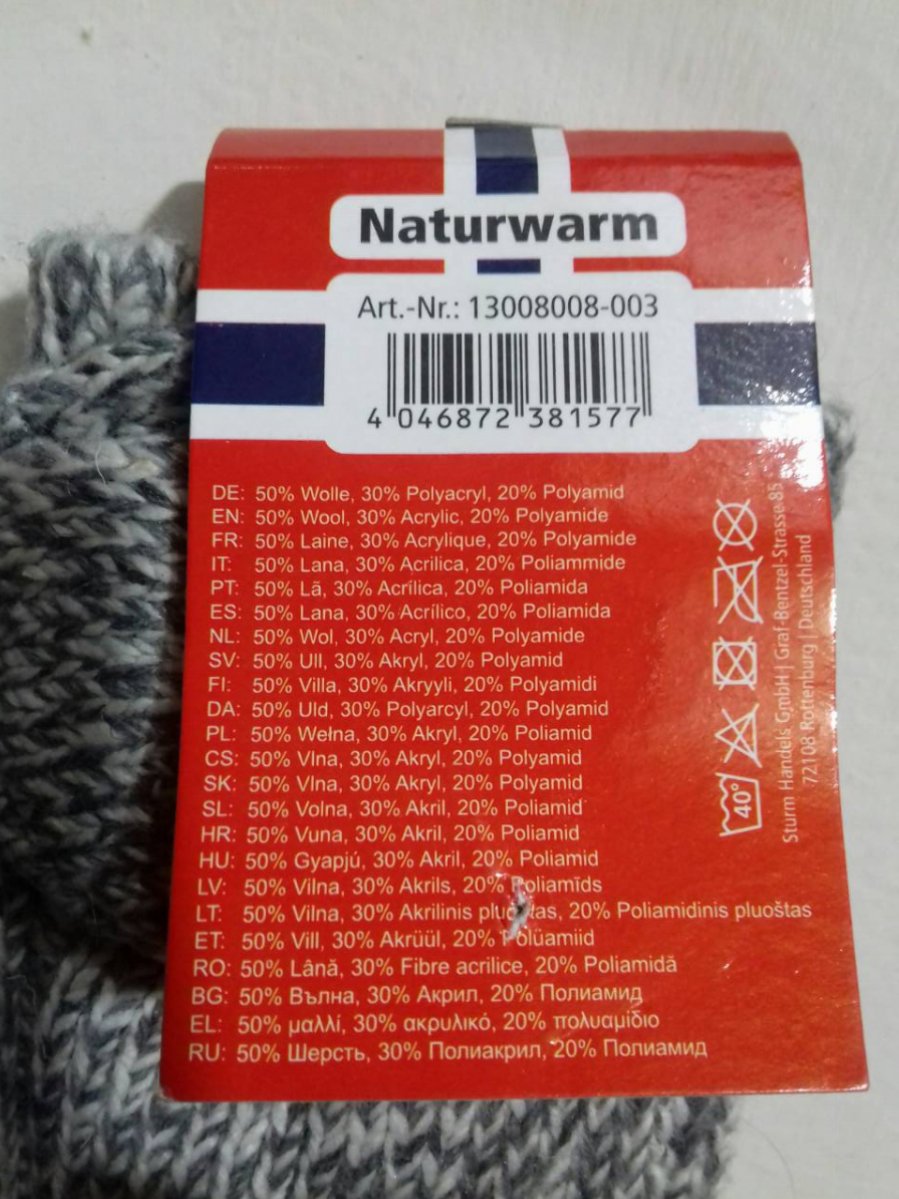 Naturwarm
Art.-Nr.: 13008008-003
4 046872 381577
DE: 50% Wolle, 30% Polyacryl, 20% Polyamid
EN: 50% Wool, 30% Acrylic, 20% Polyamide
FR: 50% Laine, 30% Acrylique, 20% Polyamide
IT: 50% Lana, 30% Acrilica, 20% Poliammide
PT: 50% Lã, 30% Acrílica, 20% Poliamida
ES: 50% Lana, 30% Acrílico, 20% Poliamida
NL: 50% Wol, 30% Acryl, 20% Polyamide
SV: 50% Ull, 30% Akryl, 20% Polyamid
FI: 50% Villa, 30% Akryyli, 20% Polyamidi
DA: 50% Uld, 30% Polyarcyl, 20% Polyamid
PL: 50% Wełna, 30% Akryl, 20% Poliamid
CS: 50% Vlna, 30% Akryl, 20% Polyamid
SK: 50% Vlna, 30% Akryl, 20% Polyamid
SL: 50% Volna, 30% Akril, 20% Poliamid
HR: 50% Vuna, 30% Akril, 20% Poliamid
HU: 50% Gyapjú, 30% Akril, 20% Poliamid
LV: 50% Vilna, 30% Akrils, 20% Poliamīds
LT: 50% Vilna, 30% Akrilinis pluoštas, 20% Poliamidinis pluoštas
ET: 50% Vill, 30% Akrüül, 20% Polüamiid
RO: 50% Lână, 30% Fibre acrilice, 20% Poliamidă
BG: 50% Вълна, 30% Акрил, 20% Полиамид
EL: 50% μαλλί, 30% ακρυλικό, 20% πολυαμίδιο
RU: 50% Шерсть, 30% Полиакрил, 20% Полиамид
40°
Sturm Handels GmbH | Graf-Bentzel-Strasse 85
72108 Rottenburg | Deutschland